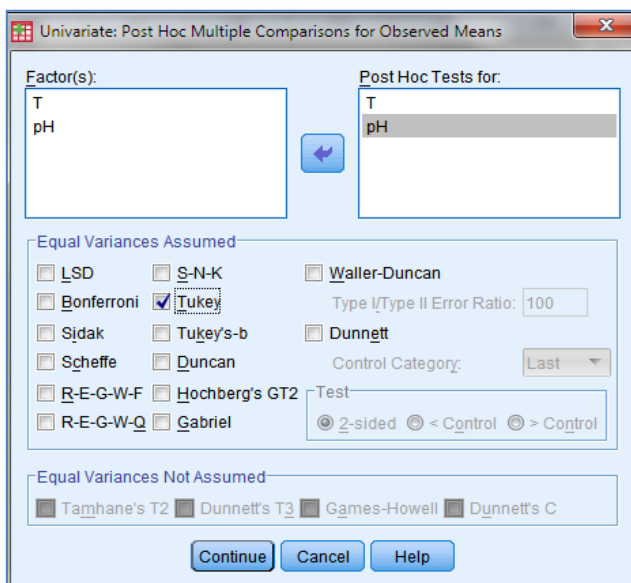 Univariate: Post Hoc Multiple Comparisons for Observed Means
Factor(s):
T
pH
Post Hoc Tests for:
T
pH
Equal Variances Assumed
LSD
S-N-K
Waller-Duncan
Bonferroni
Tukey
Type I/Type II Error Ratio: 100
Sidak
Tukey's-b
Dunnett
Scheffe
Duncan
Control Category: Last
R-E-G-W-F
Hochberg's GT2
Test
R-E-G-W-Q
Gabriel
2-sided < Control > Control
Equal Variances Not Assumed
Tamhane's T2 Dunnett's T3 Games-Howell Dunnett's C
Continue Cancel Help